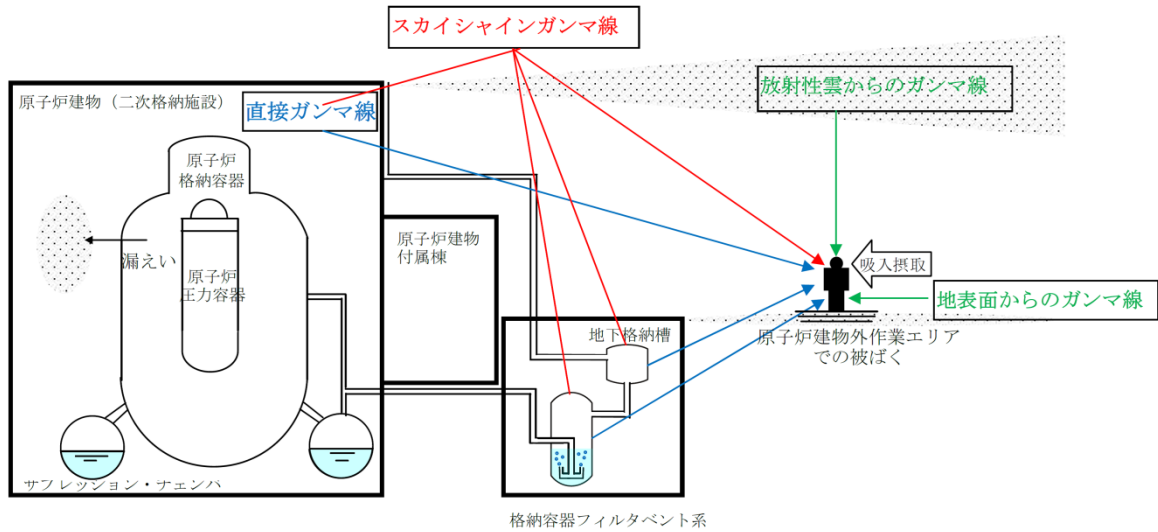 スカイシャインガンマ線
原子炉建物（二次格納施設）
直接ガンマ線
放射性雲からのガンマ線
原子炉
格納容器
原子炉建物
付属棟
漏えい
原子炉
圧力容器
吸入摂取
地表面からのガンマ線
地下格納槽
原子炉建物外作業エリア
での被ばく
サプレッション・チェンバ
格納容器フィルタベント系